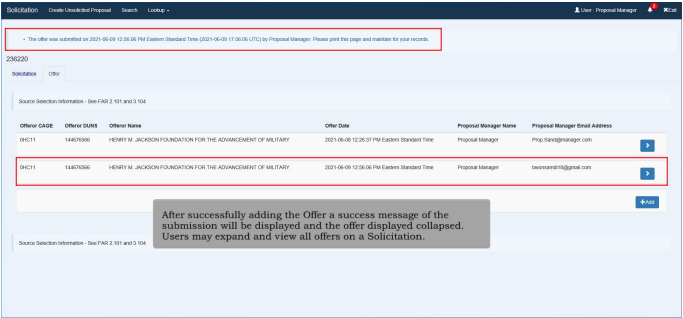 Solicitation Create Unsolicited Proposal Search Lookup User : Proposal Manager 2 Exit
- The offer was submitted on 2021-06-09 12:56:06 PM Eastern Standard Time (2021-06-09 17:56:06 UTC) by Proposal Manager. Please print this page and maintain for your records.
236220
Solicitation Offer
Source Selection Information - See FAR 2.101 and 3.104
Offeror CAGE Offeror DUNS Offeror Name Offer Date Proposal Manager Name Proposal Manager Email Address
0HC11 144676566 HENRY M. JACKSON FOUNDATION FOR THE ADVANCEMENT OF MILITARY 2021-06-08 12:26:37 PM Eastern Standard Time Proposal Manager Prop.Sand@manager.com
0HC11 144676566 HENRY M. JACKSON FOUNDATION FOR THE ADVANCEMENT OF MILITARY 2021-06-09 12:56:06 PM Eastern Standard Time Proposal Manager
+Add
After successfully adding the Offer a success message of the
submission will be displayed and the offer displayed collapsed.
Users may expand and view all offers on a Solicitation.
Source Selection Information - See FAR 2.101 and 3.104